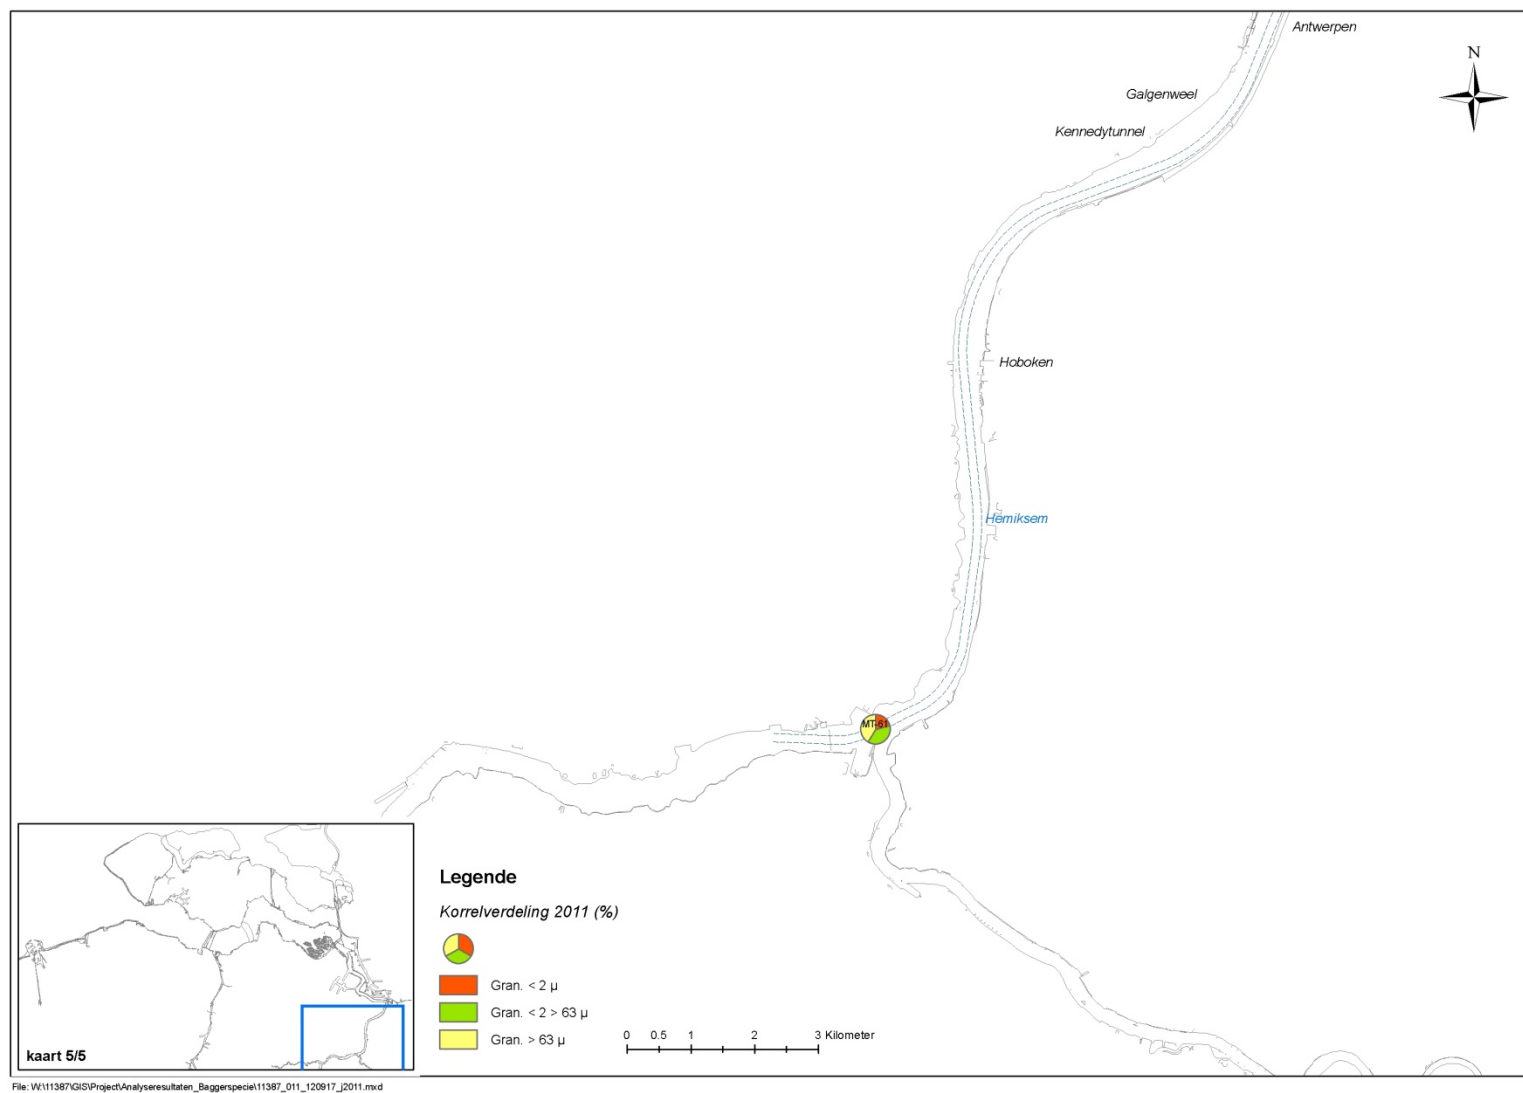 Antwerpen
N
Galgenweel
Kennedytunnel
Hoboken
Hemiksem
MT-61
Legende
Korrelverdeling 2011 (%)
Gran. < 2 µ
Gran. < 2 > 63 µ
Gran. > 63 µ
0 0.5 1 2 3 Kilometer
kaart 5/5
File: W:\11387\GIS\Project\Analyseresultaten_Baggerspecie\11387_011_120917_j2011.mxd